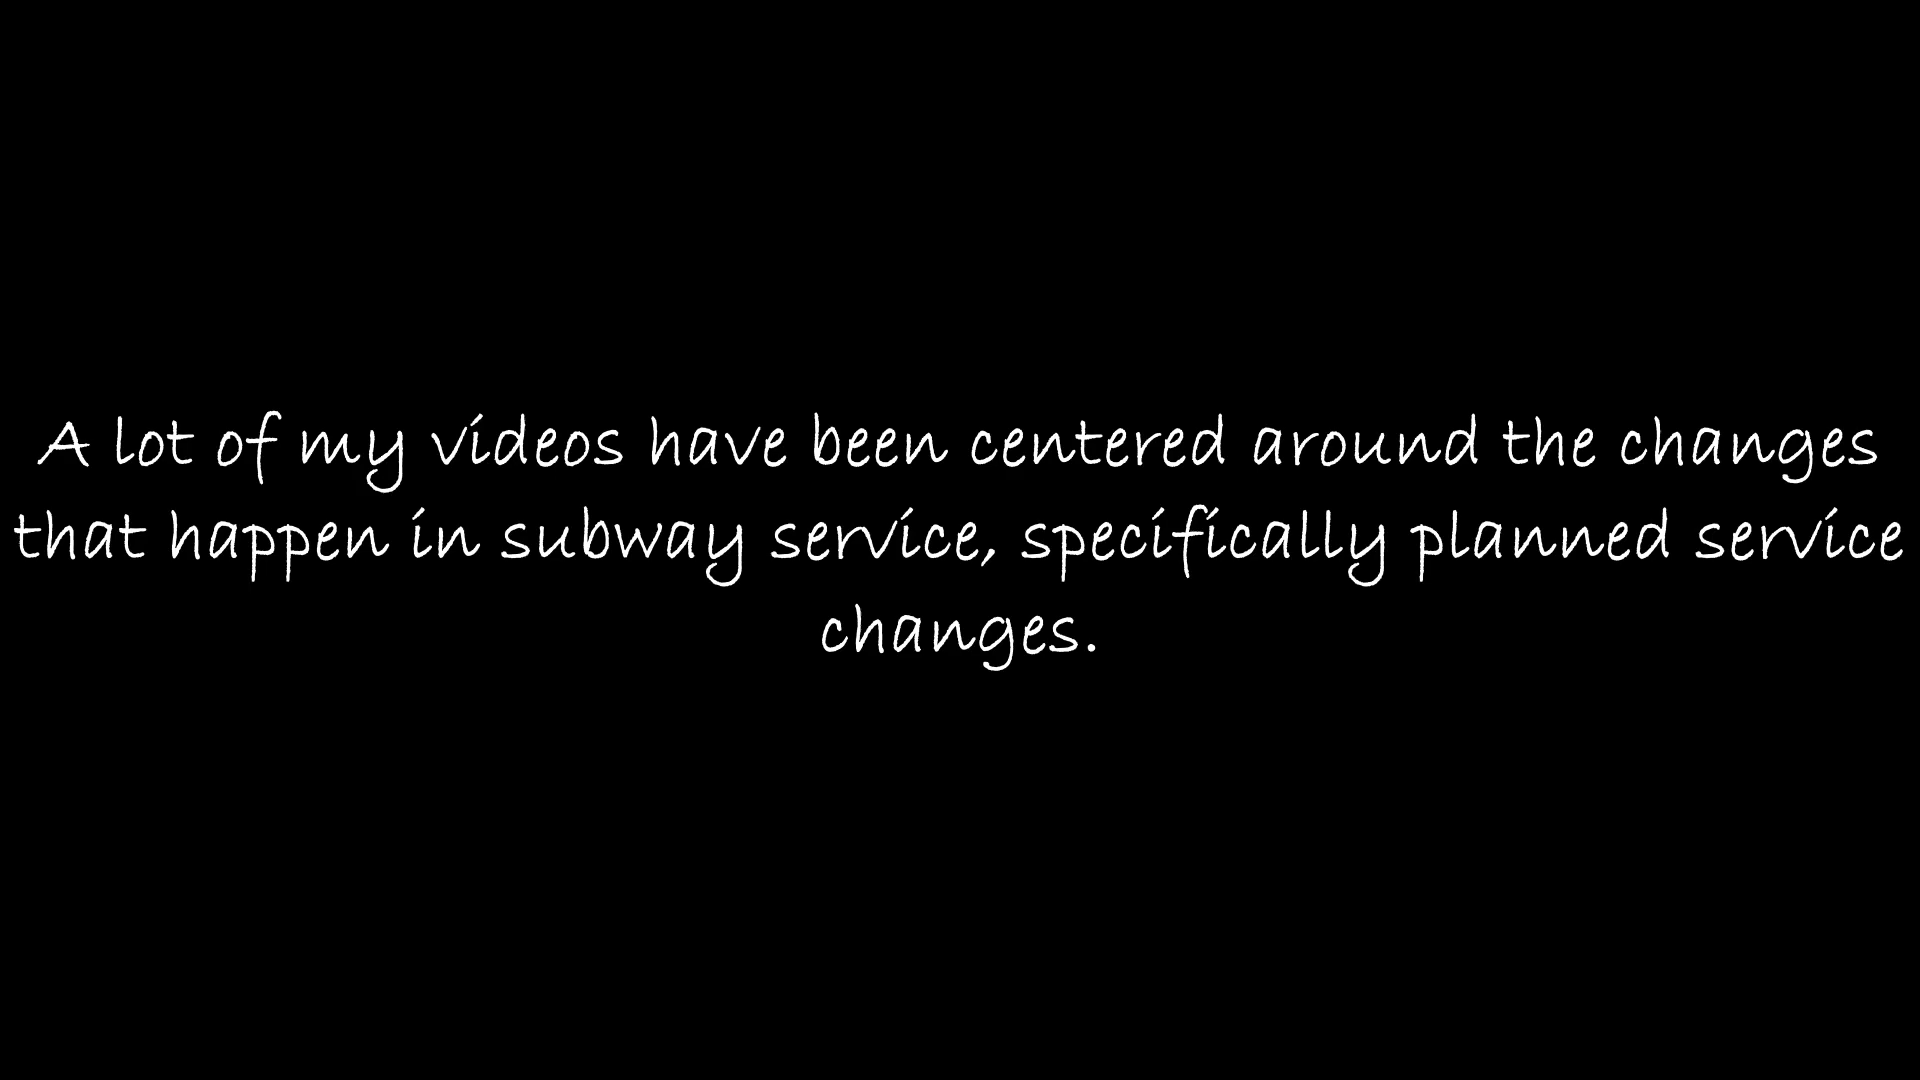 A lot of my videos have been centered around the changes
that happen in subway service, specifically planned service
changes.